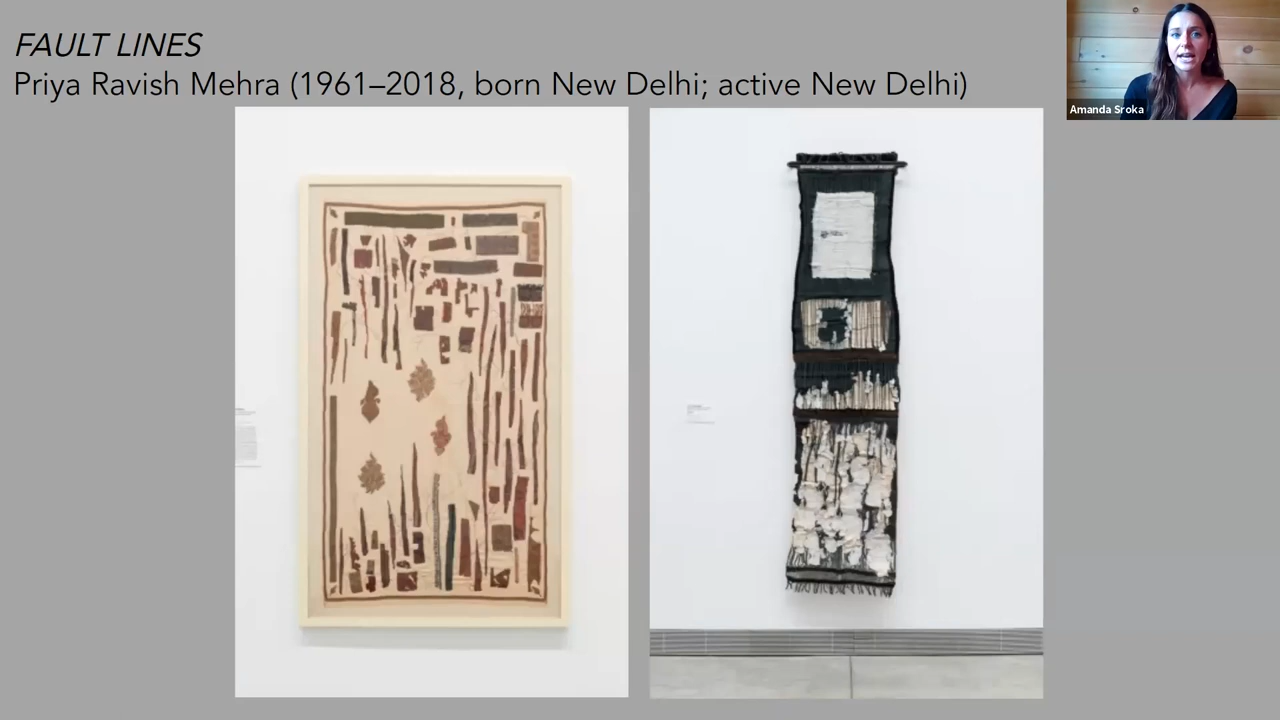 FAULT LINES
Priya Ravish Mehra (1961–2018, born New Delhi; active New Delhi)
Amanda Sroka